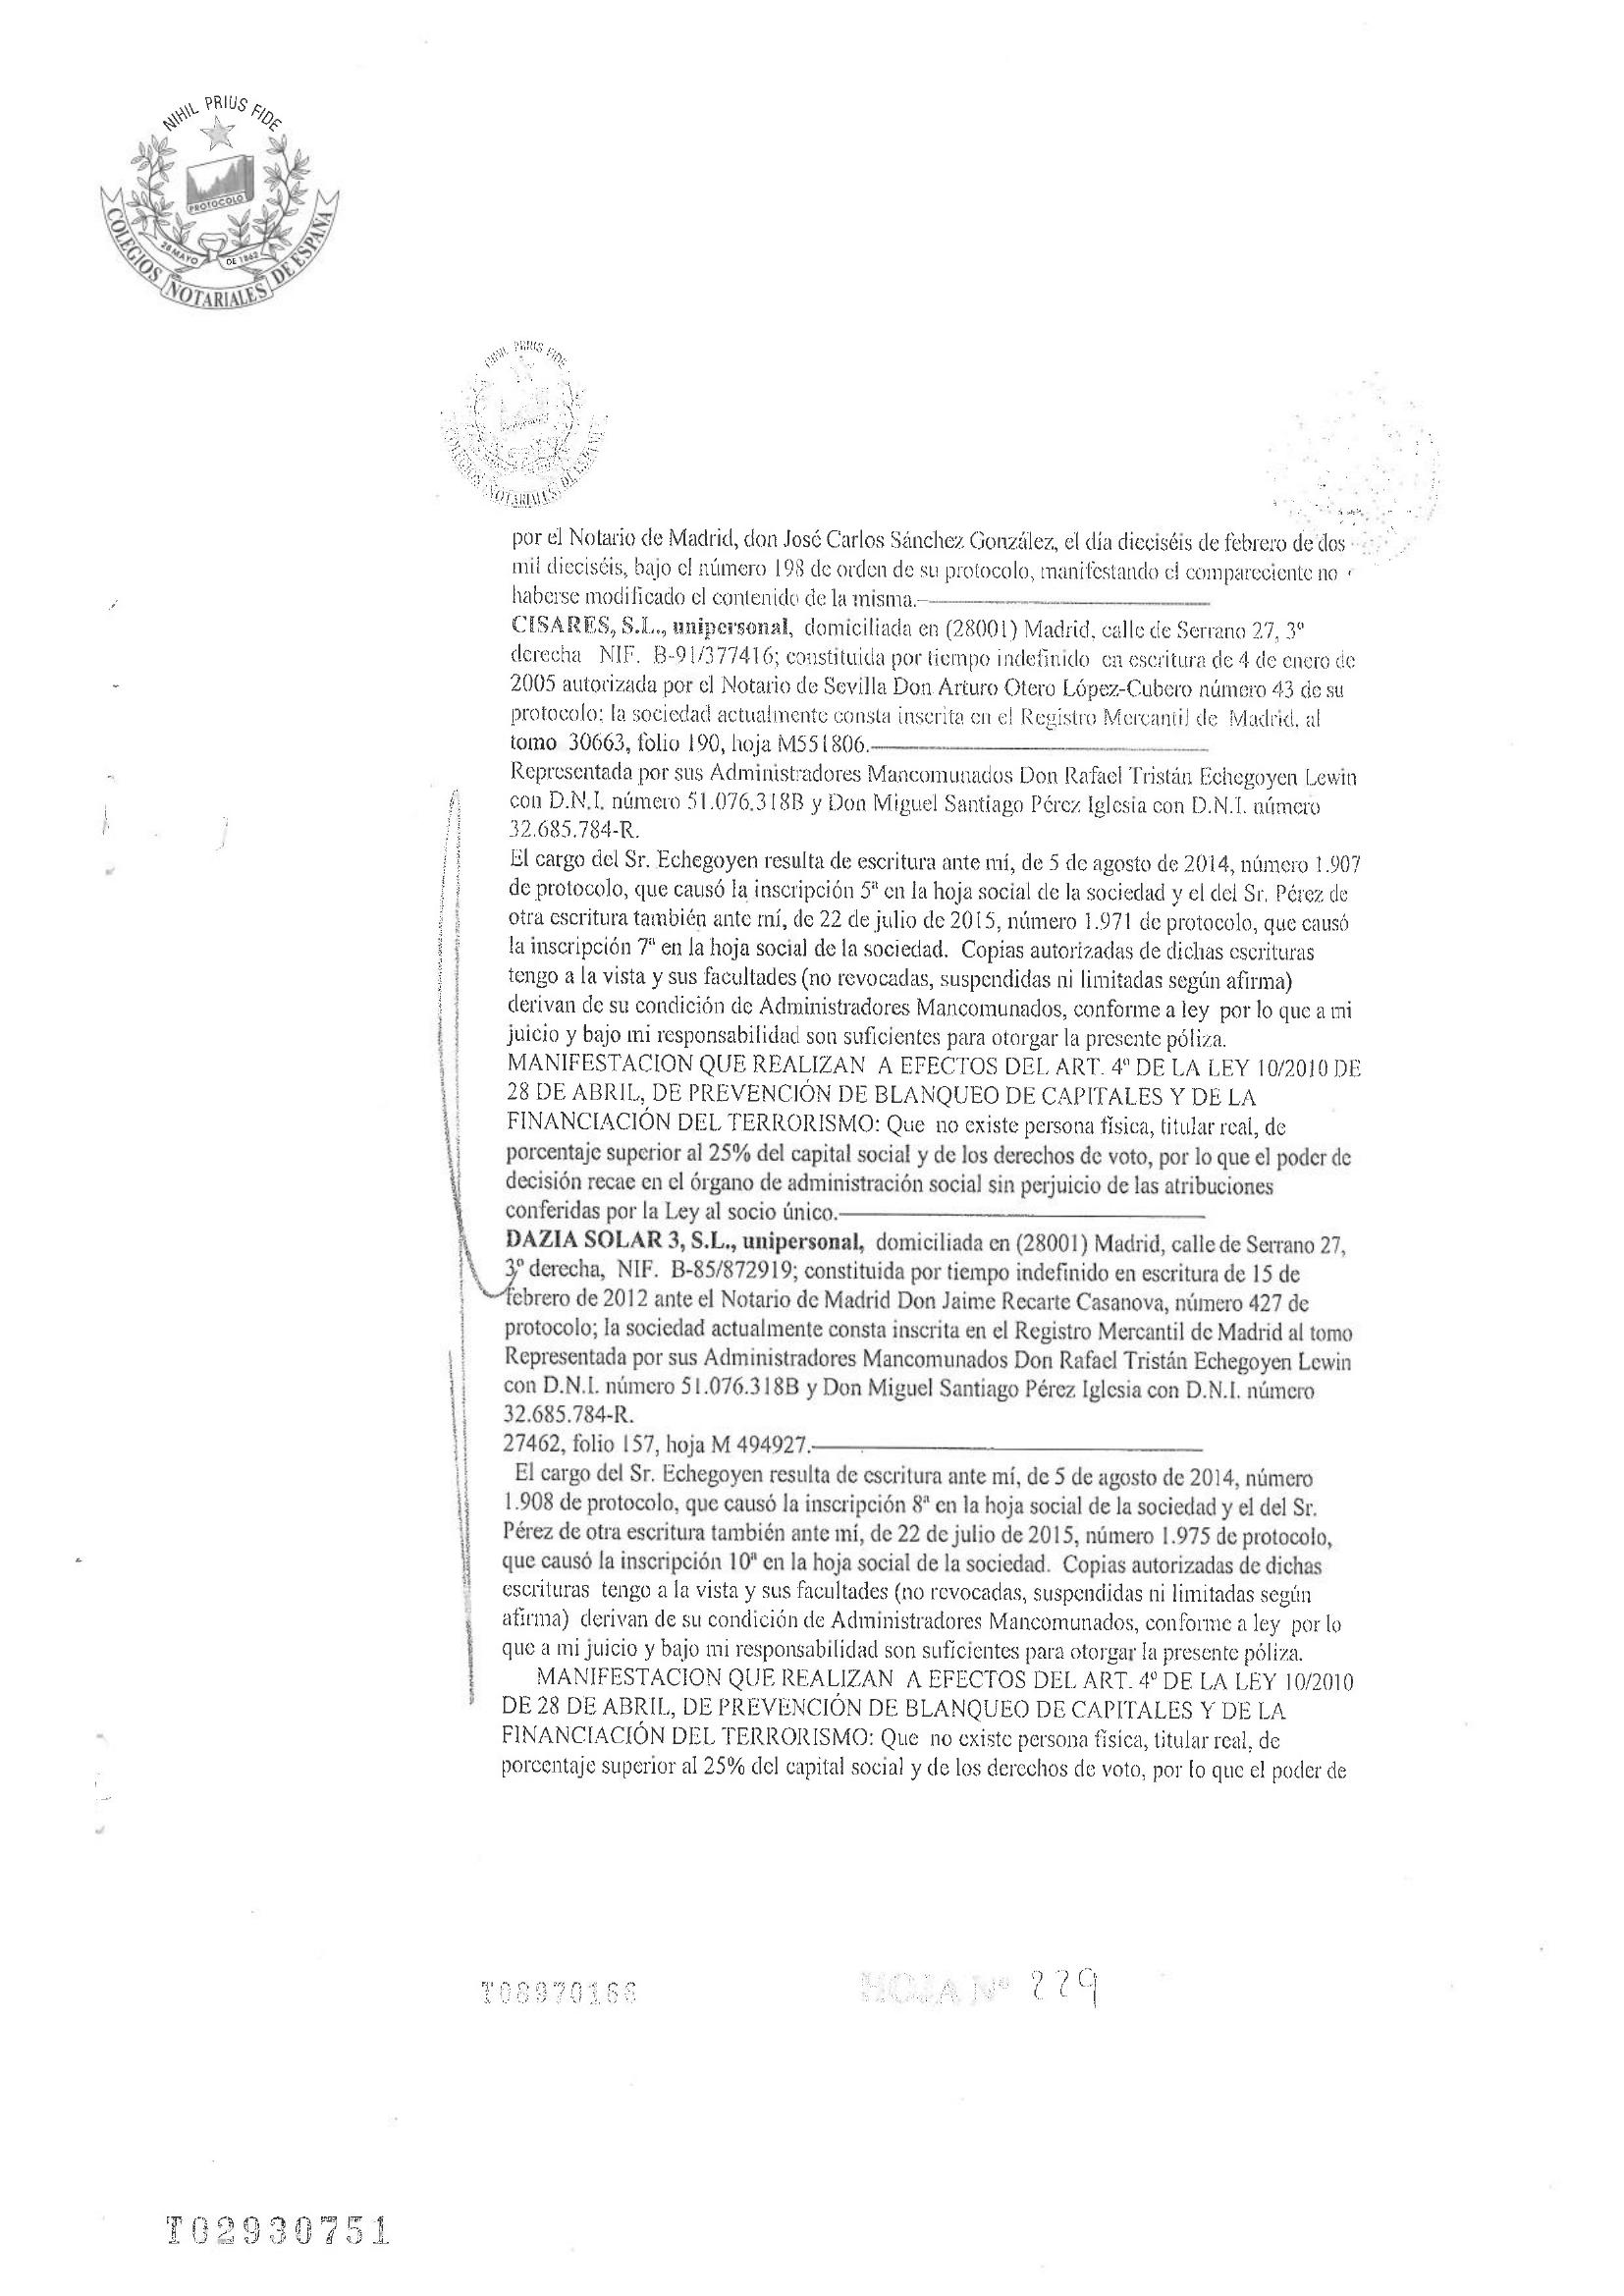 NIHIL PRIUS FIDE
PROTOCOLO
28 MAYO DE 1862
COLEGIOS NOTARIALES DE ESPAÑA
NIHIL PRIUS FIDE
COLEGIOS NOTARIALES DE ESPAÑA
por el Notario de Madrid, don José Carlos Sánchez González, el día dieciséis de febrero de dos
mil dieciséis, bajo el número 198 de orden de su protocolo, manifestando el compareciente no
haberse modificado el contenido de la misma.-
CISARES, S.L., unipersonal, domiciliada en (28001) Madrid, calle de Serrano 27, 3º
derecha NIF. B-91/377416; constituida por tiempo indefinido en escritura de 4 de enero de
2005 autorizada por el Notario de Sevilla Don Arturo Otero López-Cubero número 43 de su
protocolo; la sociedad actualmente consta inscrita en el Registro Mercantil de Madrid, al
tomo 30663, folio 190, hoja M551806.-
Representada por sus Administradores Mancomunados Don Rafael Tristán Echegoyen Lewin
con D.N.I. número 51.076.318B y Don Miguel Santiago Pérez Iglesia con D.N.I. número
32.685.784-R.
El cargo del Sr. Echegoyen resulta de escritura ante mí, de 5 de agosto de 2014, número 1.907
de protocolo, que causó la inscripción 5ª en la hoja social de la sociedad y el del Sr. Pérez de
otra escritura también ante mí, de 22 de julio de 2015, número 1.971 de protocolo, que causó
la inscripción 7ª en la hoja social de la sociedad. Copias autorizadas de dichas escrituras
tengo a la vista y sus facultades (no revocadas, suspendidas ni limitadas según afirma)
derivan de su condición de Administradores Mancomunados, conforme a ley por lo que a mi
juicio y bajo mi responsabilidad son suficientes para otorgar la presente póliza.
MANIFESTACION QUE REALIZAN A EFECTOS DEL ART. 4º DE LA LEY 10/2010 DE
28 DE ABRIL, DE PREVENCIÓN DE BLANQUEO DE CAPITALES Y DE LA
FINANCIACIÓN DEL TERRORISMO: Que no existe persona física, titular real, de
porcentaje superior al 25% del capital social y de los derechos de voto, por lo que el poder de
decisión recae en el órgano de administración social sin perjuicio de las atribuciones
conferidas por la Ley al socio único.-
DAZIA SOLAR 3, S.L., unipersonal, domiciliada en (28001) Madrid, calle de Serrano 27,
3º derecha, NIF. B-85/872919; constituida por tiempo indefinido en escritura de 15 de
febrero de 2012 ante el Notario de Madrid Don Jaime Recarte Casanova, número 427 de
protocolo; la sociedad actualmente consta inscrita en el Registro Mercantil de Madrid al tomo
Representada por sus Administradores Mancomunados Don Rafael Tristán Echegoyen Lewin
con D.N.I. número 51.076.318B y Don Miguel Santiago Pérez Iglesia con D.N.I. número
32.685.784-R.
27462, folio 157, hoja M 494927.-
El cargo del Sr. Echegoyen resulta de escritura ante mí, de 5 de agosto de 2014, número
1.908 de protocolo, que causó la inscripción 8ª en la hoja social de la sociedad y el del Sr.
Pérez de otra escritura también ante mí, de 22 de julio de 2015, número 1.975 de protocolo,
que causó la inscripción 10ª en la hoja social de la sociedad. Copias autorizadas de dichas
escrituras tengo a la vista y sus facultades (no revocadas, suspendidas ni limitadas según
afirma) derivan de su condición de Administradores Mancomunados, conforme a ley por lo
que a mi juicio y bajo mi responsabilidad son suficientes para otorgar la presente póliza.
MANIFESTACION QUE REALIZAN A EFECTOS DEL ART. 4º DE LA LEY 10/2010
DE 28 DE ABRIL, DE PREVENCIÓN DE BLANQUEO DE CAPITALES Y DE LA
FINANCIACIÓN DEL TERRORISMO: Que no existe persona física, titular real, de
porcentaje superior al 25% del capital social y de los derechos de voto, por lo que el poder de
HOJA Nº 229
T02930751